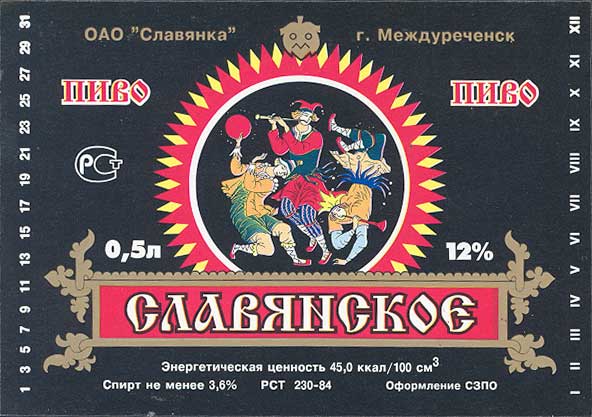 ОАО "Славянка"
г. Междуреченск
ПИВО
ПИВО
РСТ
0,5л
12%
СЛАВЯНСКОЕ
Энергетическая ценность 45,0 ккал/100 см³
Спирт не менее 3,6% РСТ 230-84 Оформление СЗПО
1 3 5 7 9 11 13 15 17 19 21 23 25 27 29 31
I II III IV V VI VII VIII IX X XI XII